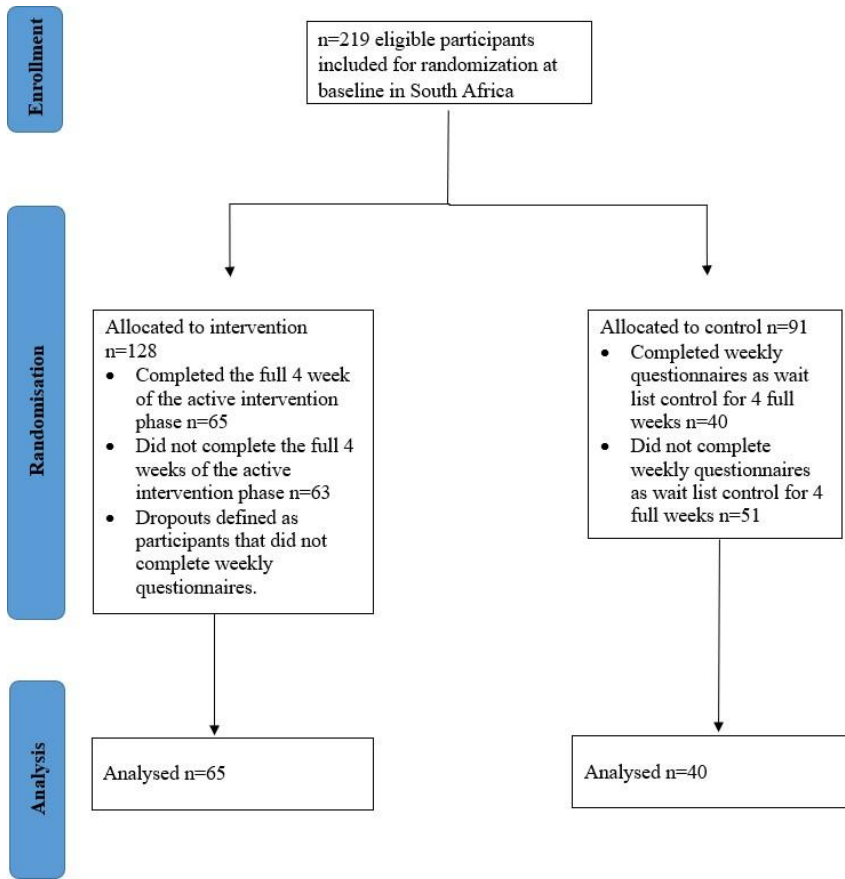 Enrollment
n=219 eligible participants
included for randomization at
baseline in South Africa
Randomisation
Allocated to intervention
n=128
• Completed the full 4 week
of the active intervention
phase n=65
• Did not complete the full 4
weeks of the active
intervention phase n=63
• Dropouts defined as
participants that did not
complete weekly
questionnaires.
Allocated to control n=91
• Completed weekly
questionnaires as wait
list control for 4 full
weeks n=40
• Did not complete
weekly questionnaires
as wait list control for 4
full weeks n=51
Analysis
Analysed n=65
Analysed n=40